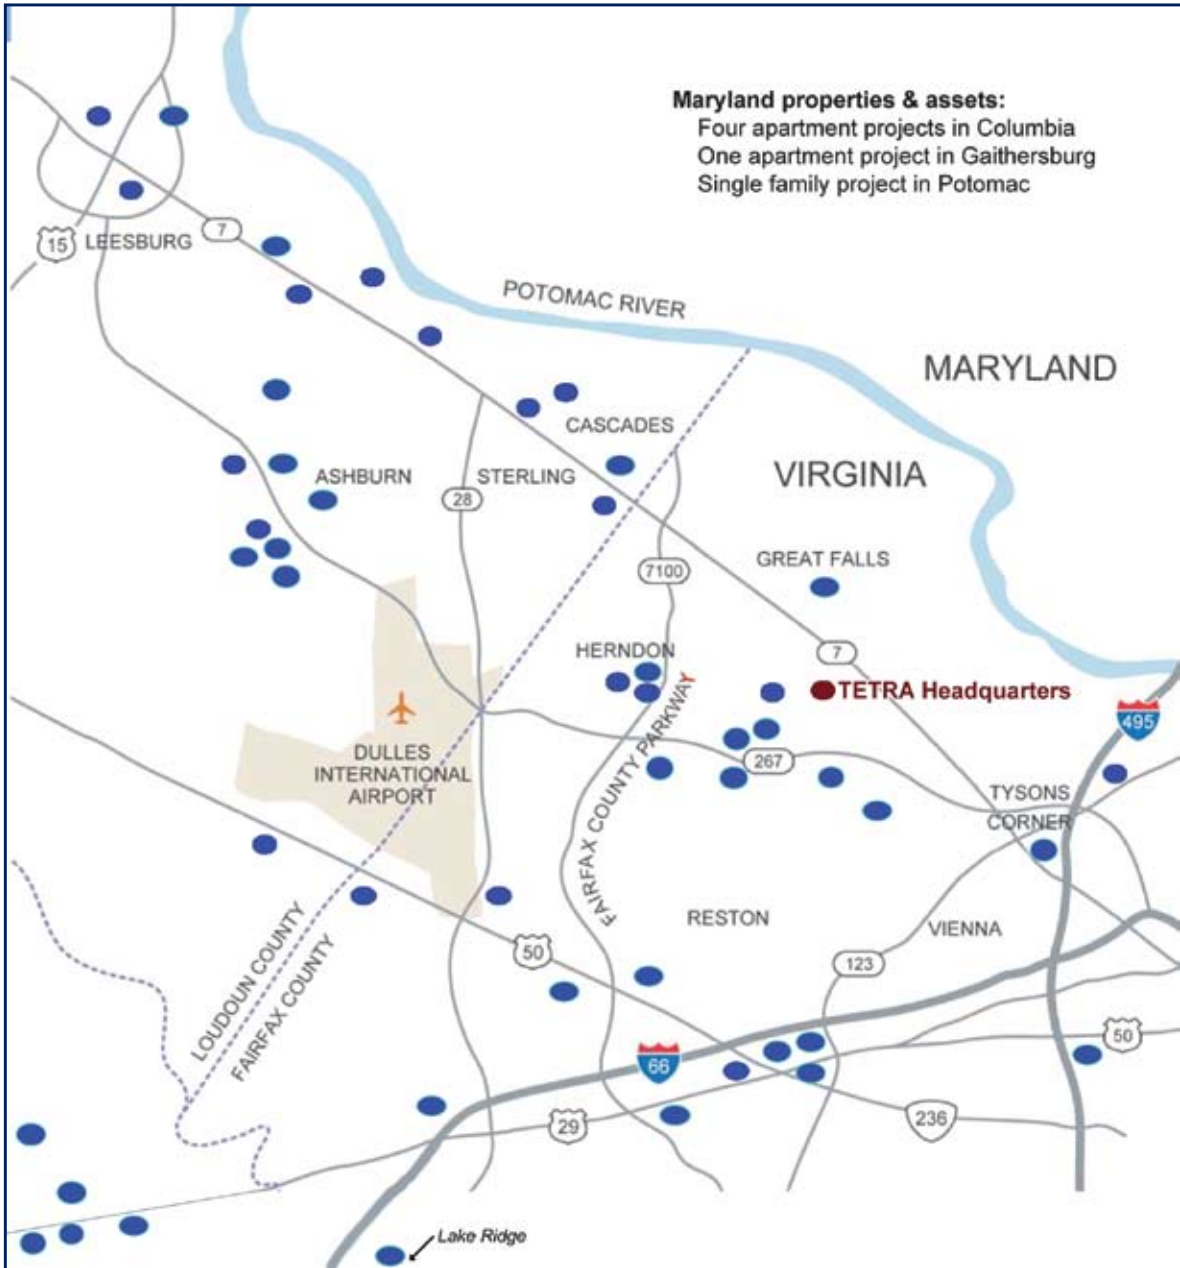 Maryland properties & assets:
Four apartment projects in Columbia
One apartment project in Gaithersburg
Single family project in Potomac
15
LEESBURG
7
POTOMAC RIVER
MARYLAND
CASCADES
ASHBURN
28
STERLING
VIRGINIA
7100
GREAT FALLS
HERNDON
7
TETRA Headquarters
495
FAIRFAX COUNTY PARKWAY
DULLES
INTERNATIONAL
AIRPORT
267
TYSONS
CORNER
RESTON
VIENNA
50
123
LOUDOUN COUNTY
FAIRFAX COUNTY
66
50
29
236
Lake Ridge